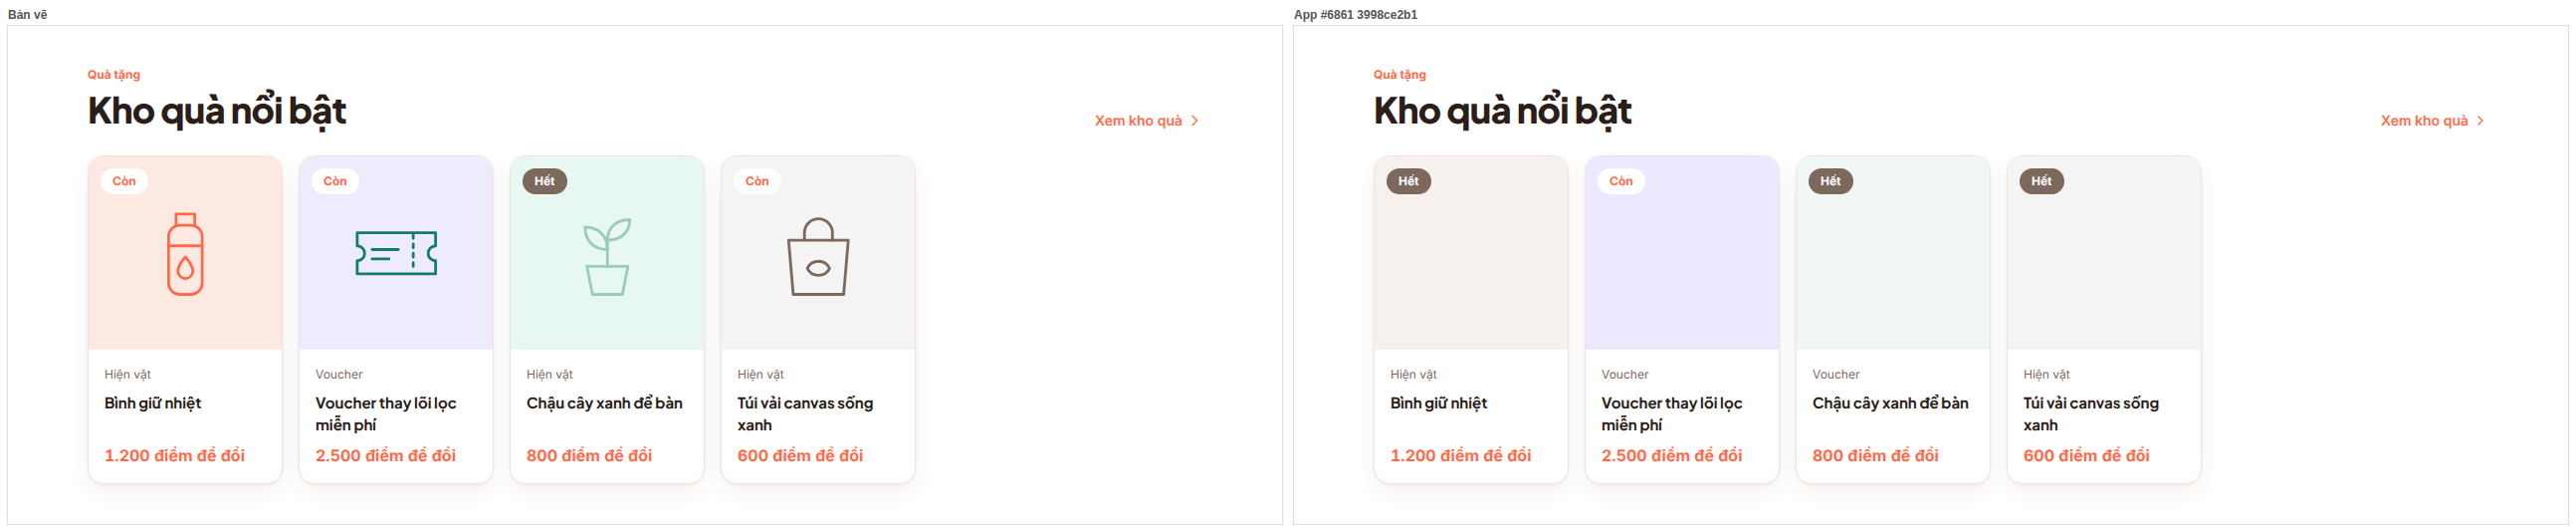 Bản vẽ
Quà tặng
Kho quà nổi bật
Xem kho quà
Còn
Còn
Hết
Còn
Hiện vật
Bình giữ nhiệt
1.200 điểm để đổi
Voucher
Voucher thay lõi lọc
miễn phí
2.500 điểm để đổi
Hiện vật
Chậu cây xanh để bàn
800 điểm để đổi
Hiện vật
Túi vải canvas sống
xanh
600 điểm để đổi
App #6861 3998ce2b1
Quà tặng
Kho quà nổi bật
Xem kho quà
Hết
Còn
Hết
Hết
Hiện vật
Bình giữ nhiệt
1.200 điểm để đổi
Voucher
Voucher thay lõi lọc
miễn phí
2.500 điểm để đổi
Voucher
Chậu cây xanh để bàn
800 điểm để đổi
Hiện vật
Túi vải canvas sống
xanh
600 điểm để đổi